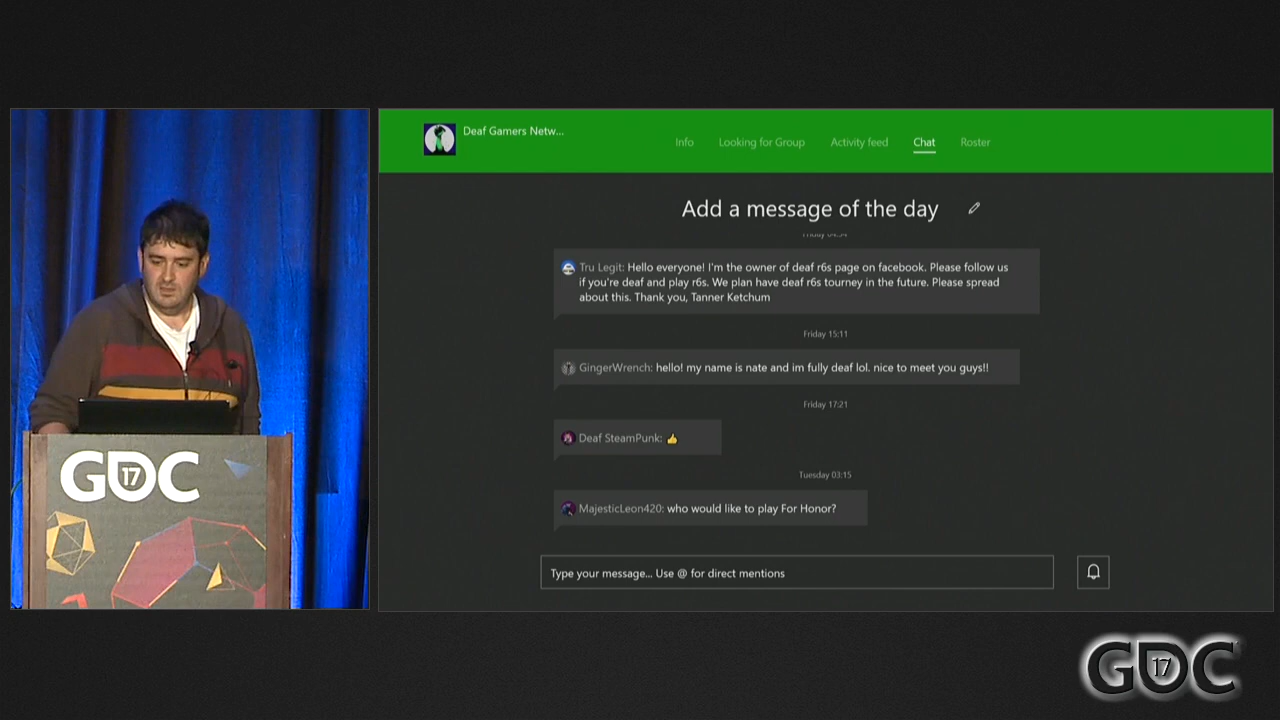 Deaf Gamers Netw...
Info
Looking for Group
Activity feed
Chat
Roster
Add a message of the day
Friday 04:54
Tru Legit: Hello everyone! I'm the owner of deaf r6s page on facebook. Please follow us
if you're deaf and play r6s. We plan have deaf r6s tourney in the future. Please spread
about this. Thank you, Tanner Ketchum
Friday 15:11
GingerWrench: hello! my name is nate and im fully deaf lol. nice to meet you guys!!
Friday 17:21
Deaf SteamPunk: 👍
Tuesday 03:15
MajesticLeon420: who would like to play For Honor?
Type your message... Use @ for direct mentions
GDC 17
GDC 17